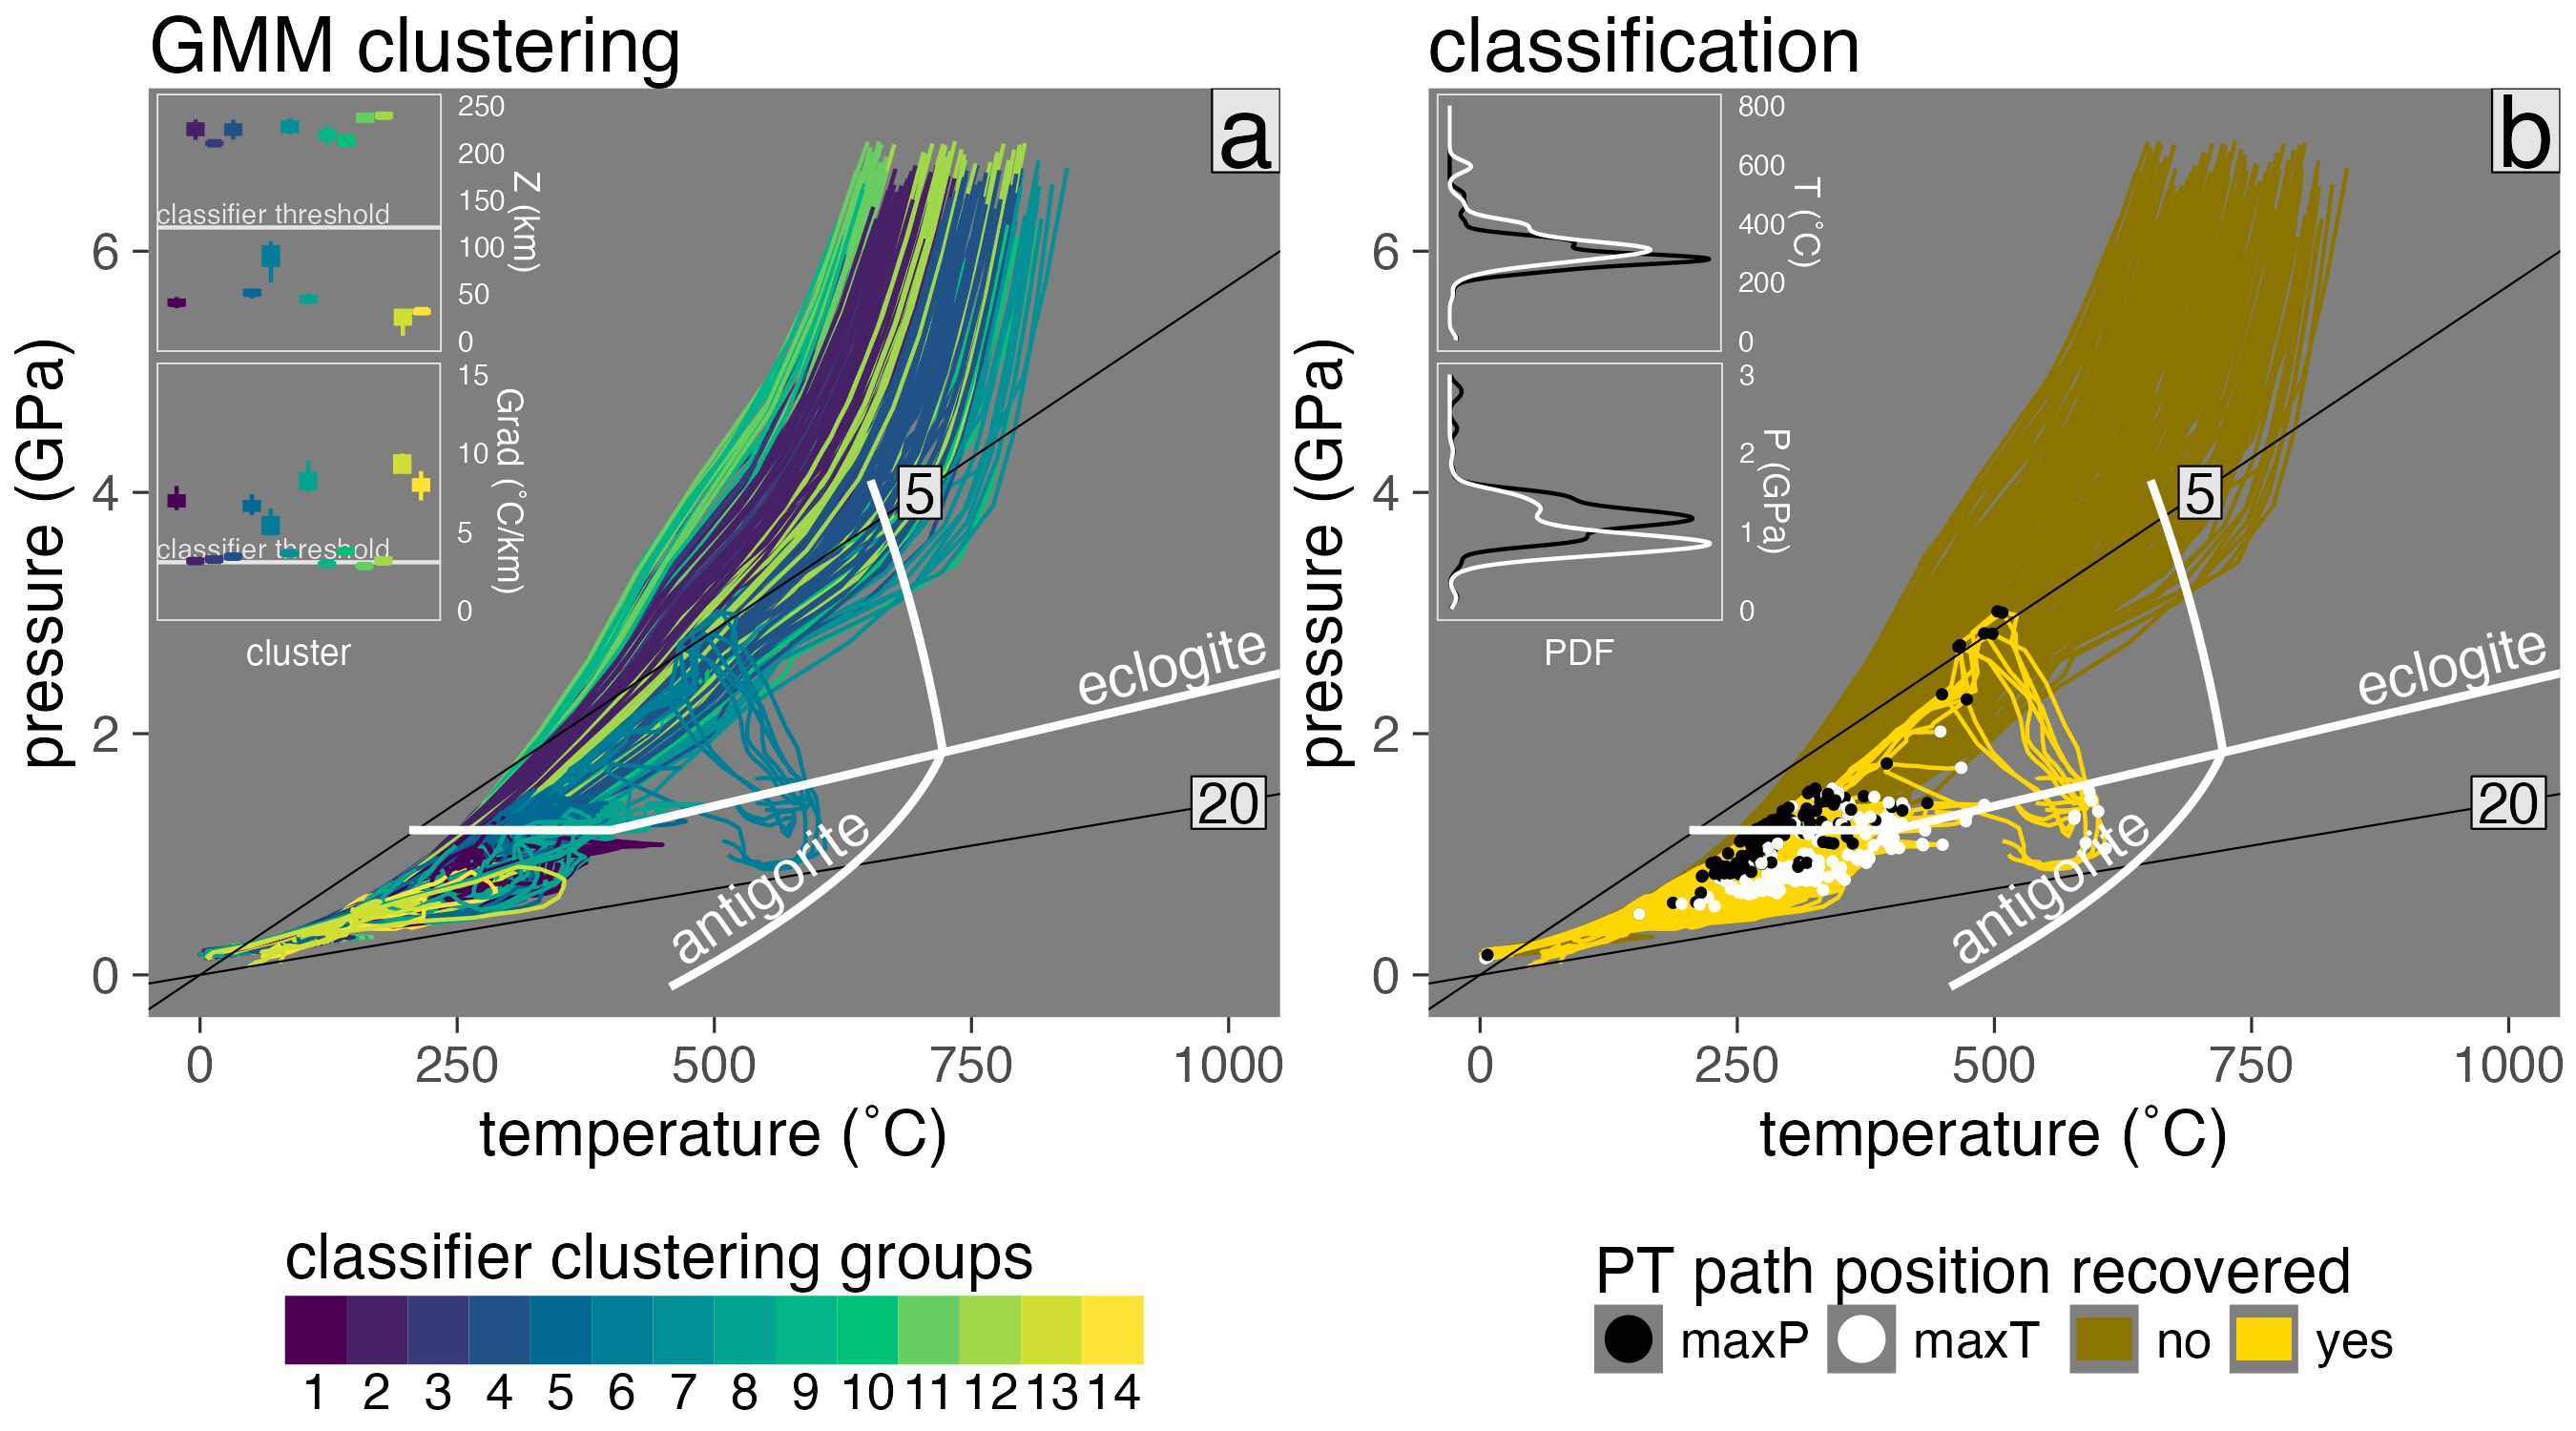 GMM clustering
a
250
200
150
100
50
0
Z (km)
classifier threshold
15
10
5
0
Grad (˚C/km)
classifier threshold
cluster
5
eclogite
20
antigorite
6
4
2
0
pressure (GPa)
0 250 500 750 1000
temperature (˚C)
classifier clustering groups
1 2 3 4 5 6 7 8 9 10 11 12 13 14
classification
b
800
600
400
200
0
T (˚C)
3
2
1
0
P (GPa)
PDF
5
eclogite
20
antigorite
6
4
2
0
pressure (GPa)
0 250 500 750 1000
temperature (˚C)
PT path position recovered
maxP maxT no yes